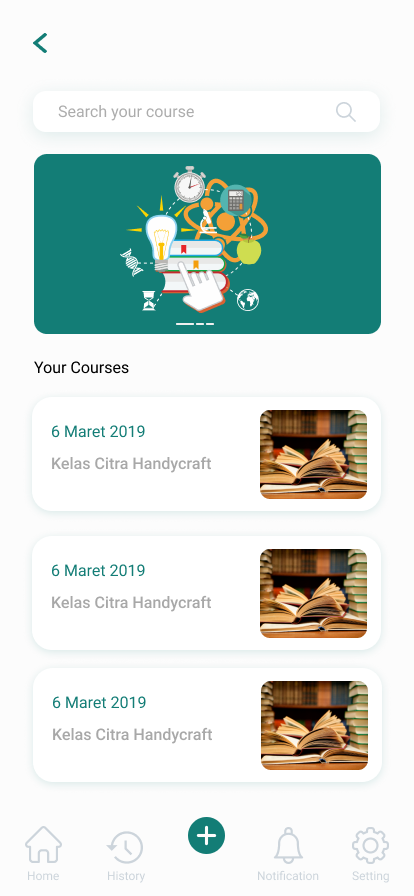 Search your course
Your Courses
6 Maret 2019
Kelas Citra Handycraft
6 Maret 2019
Kelas Citra Handycraft
6 Maret 2019
Kelas Citra Handycraft
Home
History
Notification
Setting